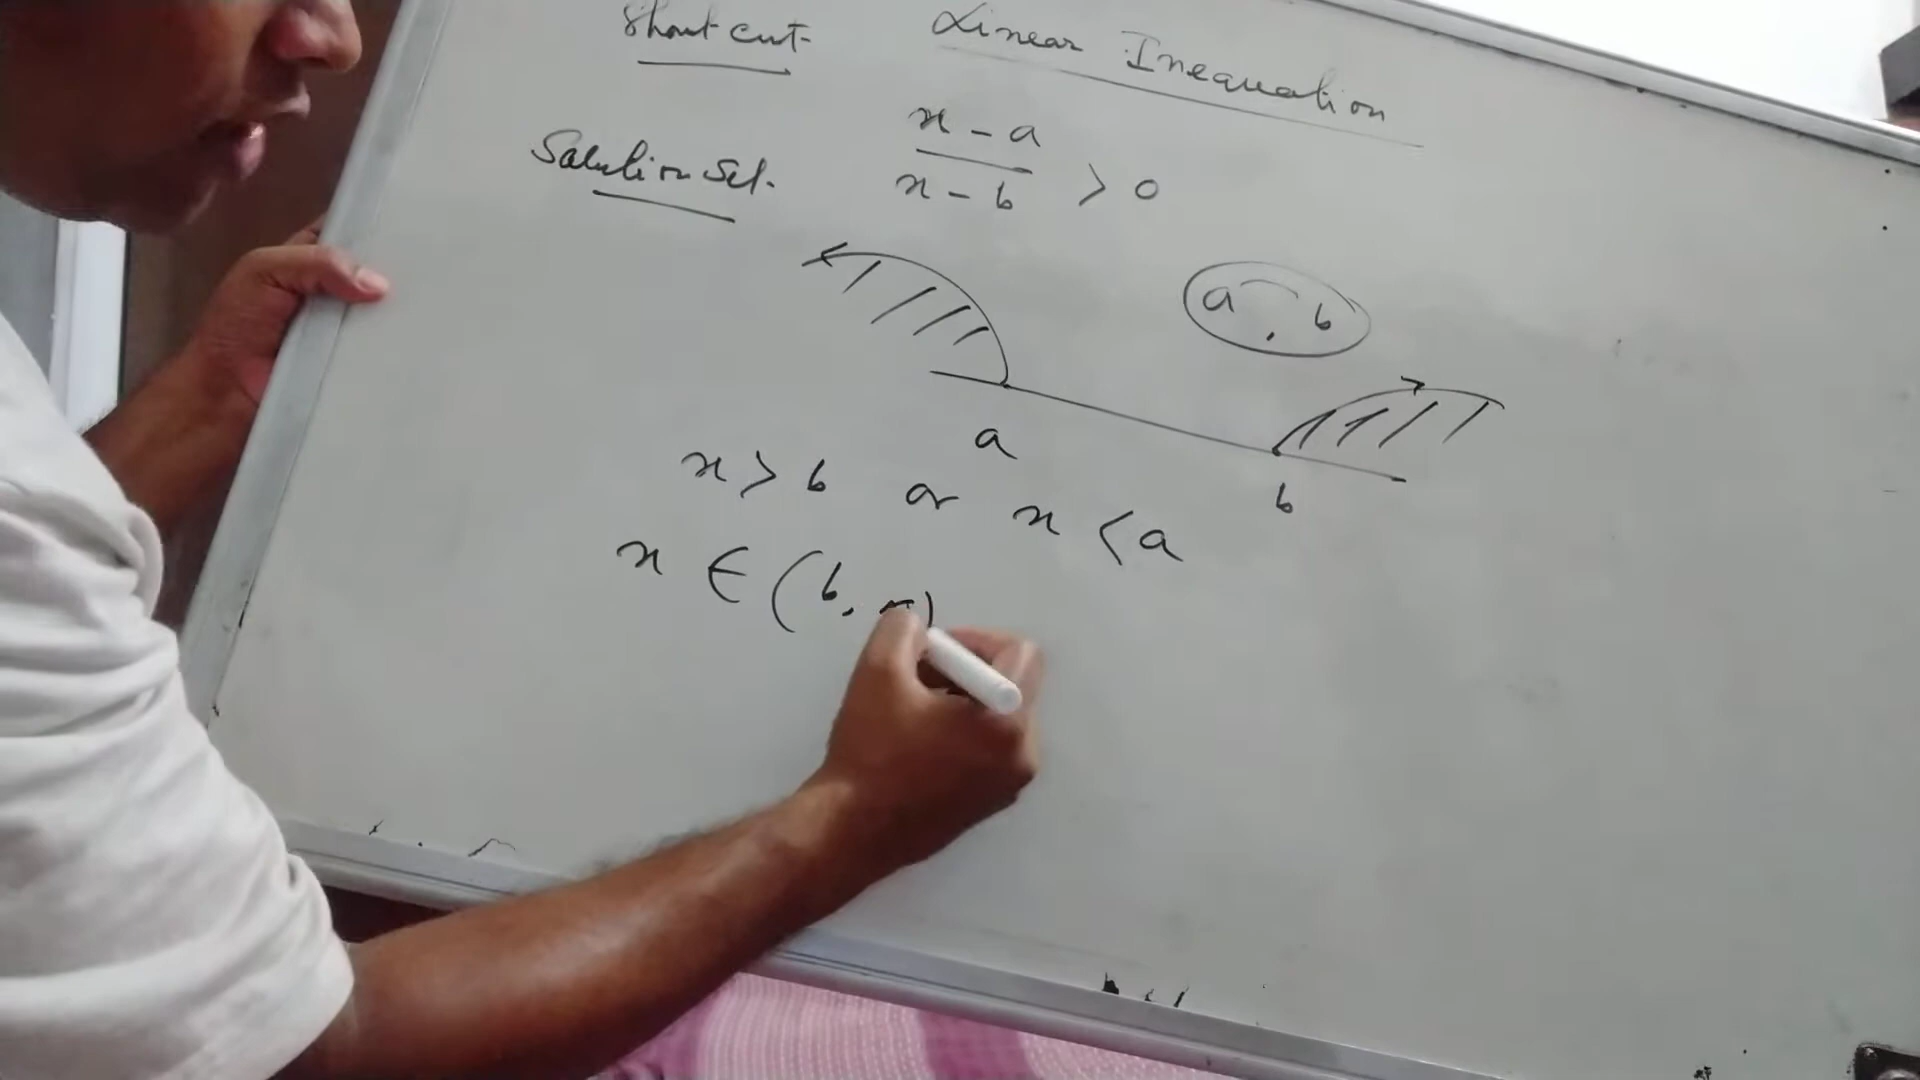 Short cut
Linear Inequation
Solution Set.
x - a
x - b
> 0
a, b
a
b
x > b or x < a
x ∈ (b, ∞)